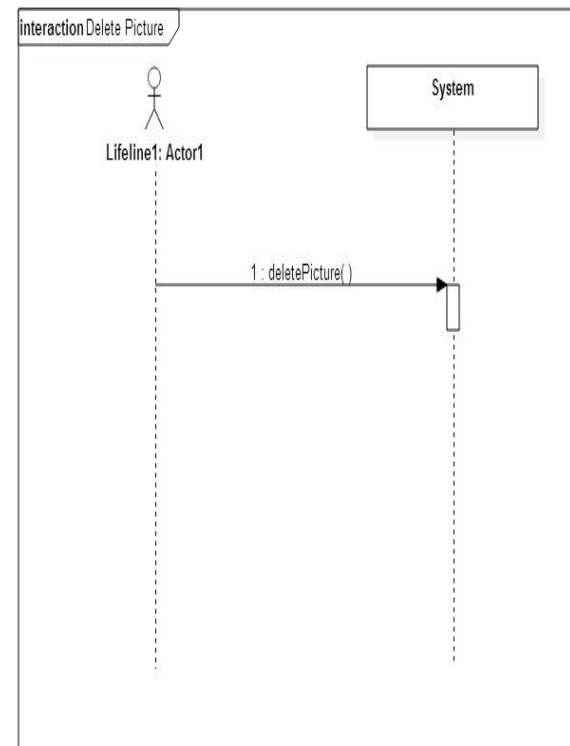 interaction Delete Picture
System
Lifeline1: Actor1
1 : deletePicture( )